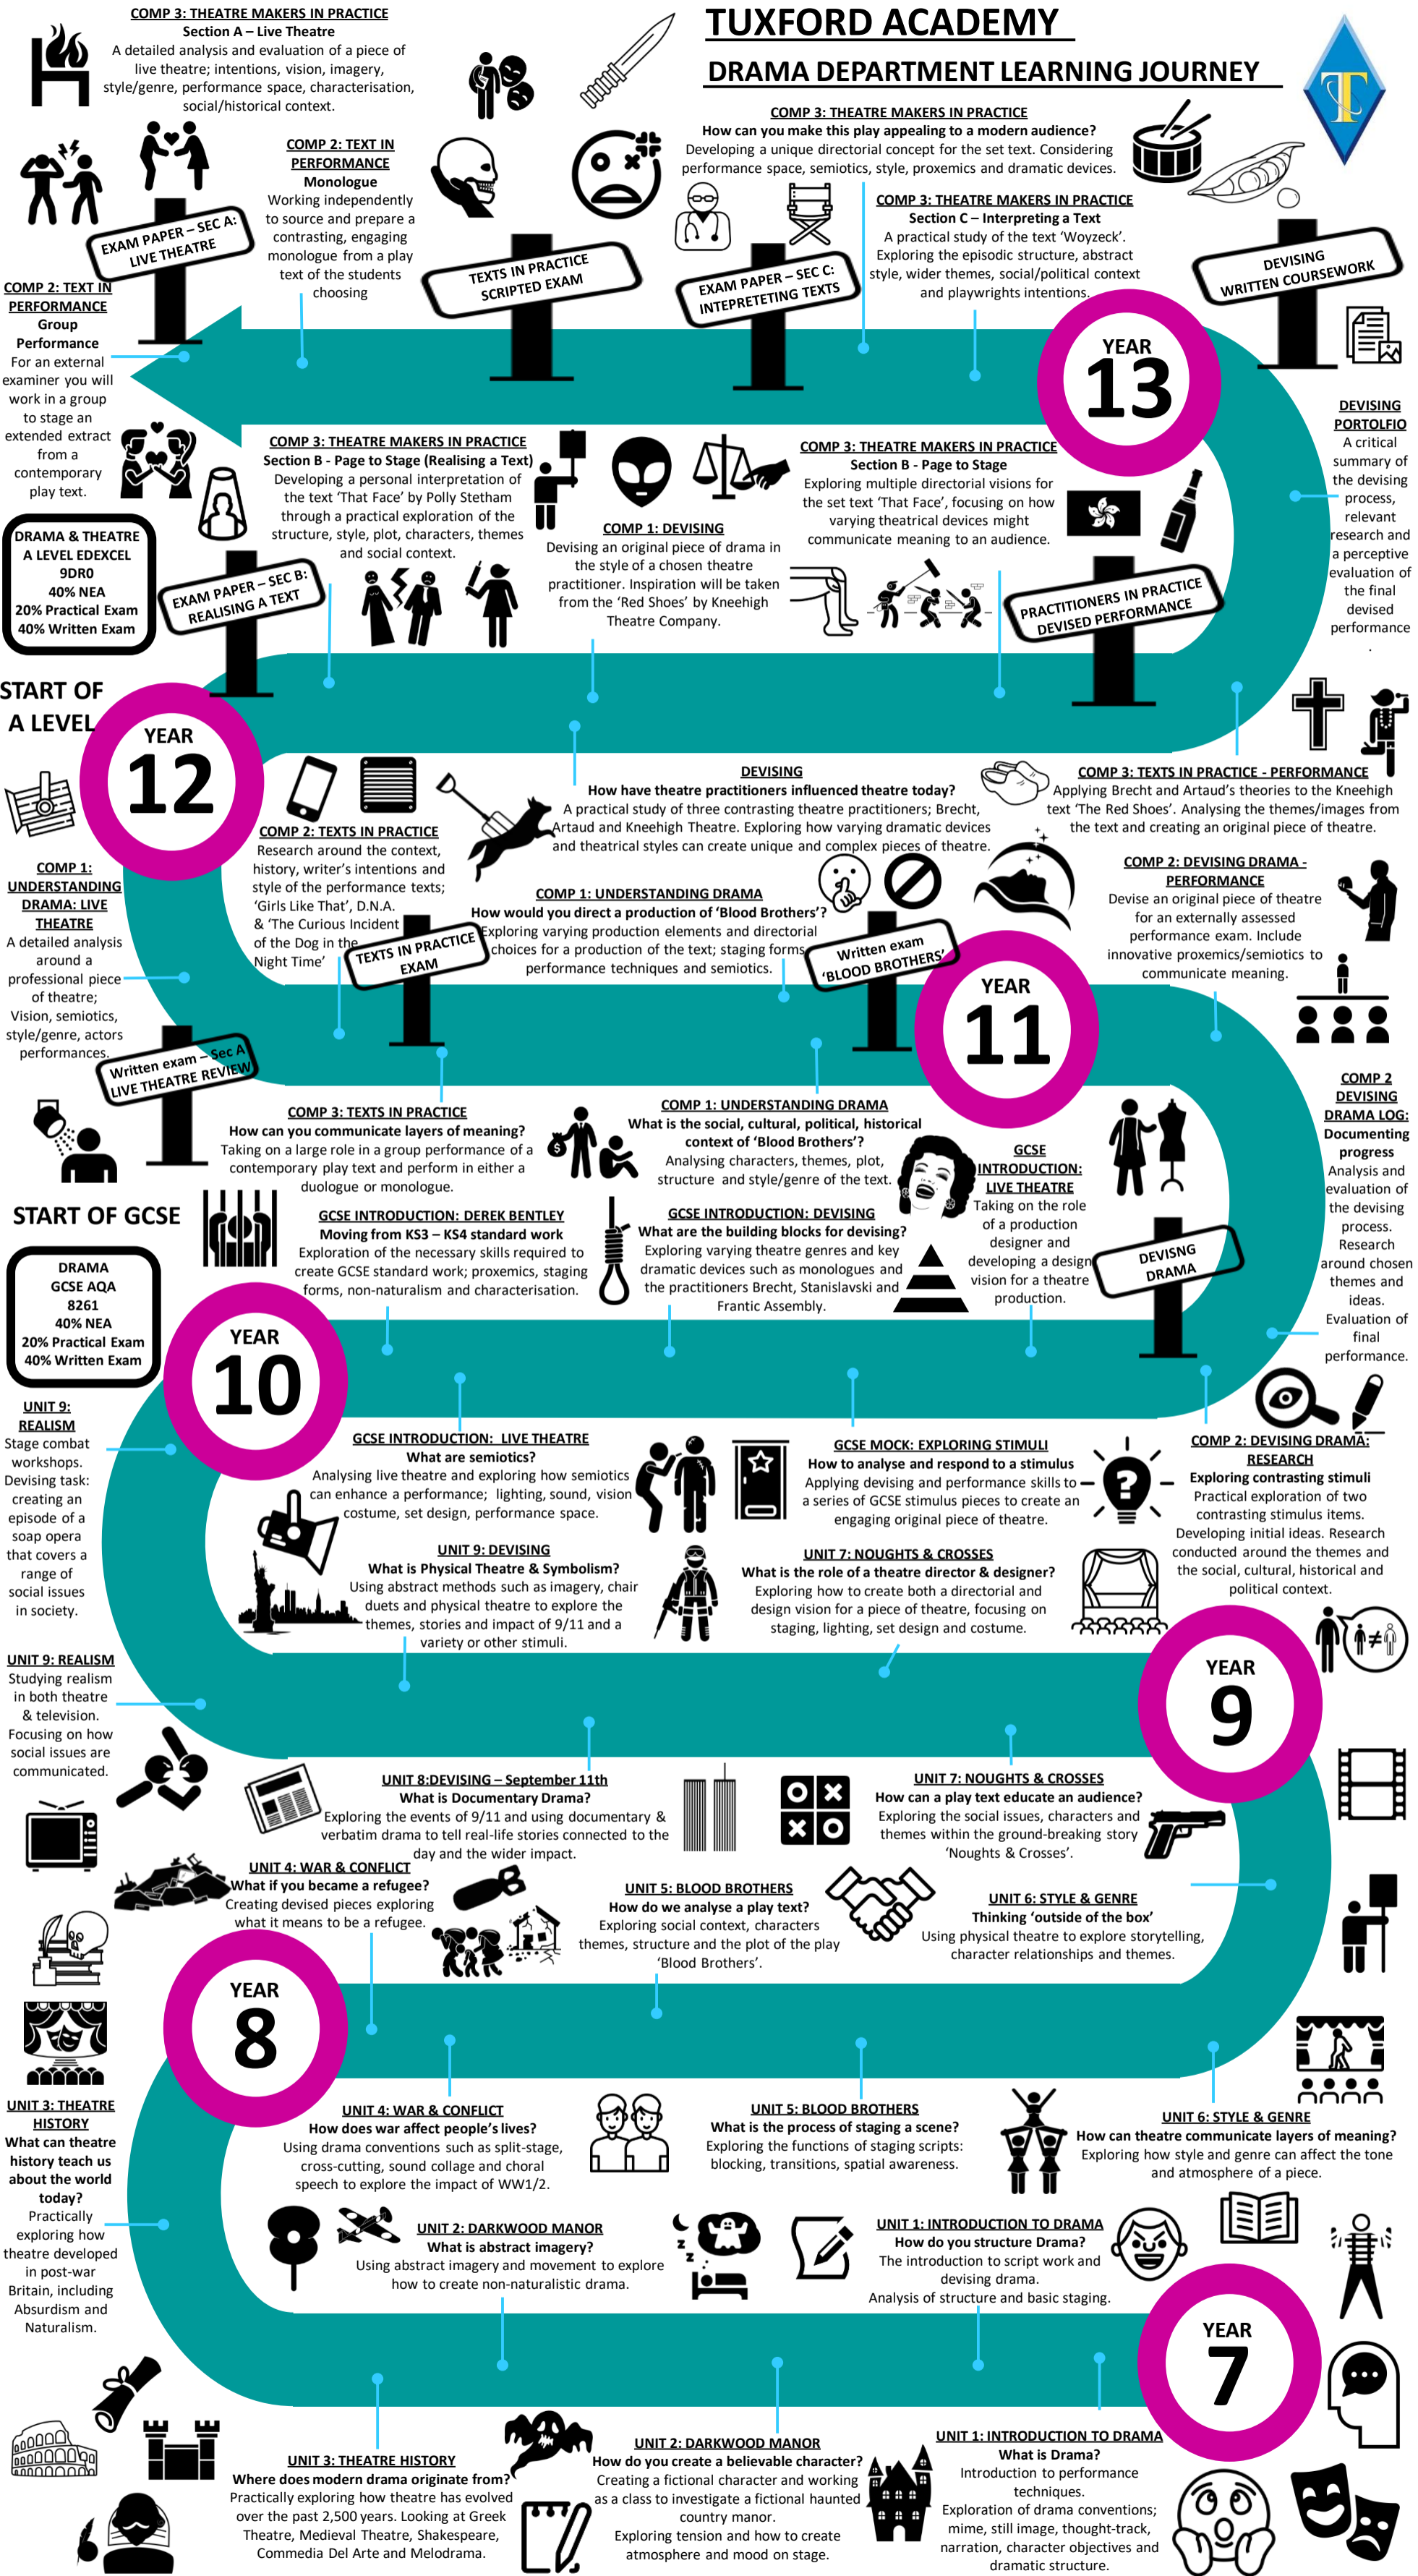 TUXFORD ACADEMY
DRAMA DEPARTMENT LEARNING JOURNEY
T
COMP 3: THEATRE MAKERS IN PRACTICE
Section A – Live Theatre
A detailed analysis and evaluation of a piece of
live theatre; intentions, vision, imagery,
style/genre, performance space, characterisation,
social/historical context.
COMP 2: TEXT IN
PERFORMANCE
Monologue
Working independently
to source and prepare a
contrasting, engaging
monologue from a play
text of the students
choosing
COMP 3: THEATRE MAKERS IN PRACTICE
How can you make this play appealing to a modern audience?
Developing a unique directorial concept for the set text. Considering
performance space, semiotics, style, proxemics and dramatic devices.
COMP 3: THEATRE MAKERS IN PRACTICE
Section C – Interpreting a Text
A practical study of the text ‘Woyzeck’.
Exploring the episodic structure, abstract
style, wider themes, social/political context
and playwrights intentions.
EXAM PAPER – SEC A:
LIVE THEATRE
TEXTS IN PRACTICE
SCRIPTED EXAM
EXAM PAPER – SEC C:
INTEPRETETING TEXTS
DEVISING
WRITTEN COURSEWORK
COMP 2: TEXT IN
PERFORMANCE
Group
Performance
For an external
examiner you will
work in a group
to stage an
extended extract
from a
contemporary
play text.
YEAR
13
DEVISING
PORTOLFIO
A critical
summary of
the devising
process,
relevant
research and
a perceptive
evaluation of
the final
devised
performance
.
COMP 3: THEATRE MAKERS IN PRACTICE
Section B - Page to Stage (Realising a Text)
Developing a personal interpretation of
the text ‘That Face’ by Polly Stetham
through a practical exploration of the
structure, style, plot, characters, themes
and social context.
COMP 1: DEVISING
Devising an original piece of drama in
the style of a chosen theatre
practitioner. Inspiration will be taken
from the ‘Red Shoes’ by Kneehigh
Theatre Company.
COMP 3: THEATRE MAKERS IN PRACTICE
Section B - Page to Stage
Exploring multiple directorial visions for
the set text ‘That Face’, focusing on how
varying theatrical devices might
communicate meaning to an audience.
DRAMA & THEATRE
A LEVEL EDEXCEL
9DR0
40% NEA
20% Practical Exam
40% Written Exam
EXAM PAPER – SEC B:
REALISING A TEXT
PRACTITIONERS IN PRACTICE
DEVISED PERFORMANCE
START OF
A LEVEL
YEAR
12
COMP 2: TEXTS IN PRACTICE
Research around the context,
history, writer’s intentions and
style of the performance texts;
‘Girls Like That’, D.N.A.
& ‘The Curious Incident
of the Dog in the
Night Time’
DEVISING
How have theatre practitioners influenced theatre today?
A practical study of three contrasting theatre practitioners; Brecht,
Artaud and Kneehigh Theatre. Exploring how varying dramatic devices
and theatrical styles can create unique and complex pieces of theatre.
COMP 3: TEXTS IN PRACTICE - PERFORMANCE
Applying Brecht and Artaud’s theories to the Kneehigh
text ‘The Red Shoes’. Analysing the themes/images from
the text and creating an original piece of theatre.
COMP 1:
UNDERSTANDING
DRAMA: LIVE
THEATRE
A detailed analysis
around a
professional piece
of theatre;
Vision, semiotics,
style/genre, actors
performances.
COMP 1: UNDERSTANDING DRAMA
How would you direct a production of ‘Blood Brothers’?
Exploring varying production elements and directorial
choices for a production of the text; staging forms,
performance techniques and semiotics.
COMP 2: DEVISING DRAMA -
PERFORMANCE
Devise an original piece of theatre
for an externally assessed
performance exam. Include
innovative proxemics/semiotics to
communicate meaning.
TEXTS IN PRACTICE
EXAM
Written exam
‘BLOOD BROTHERS’
YEAR
11
Written exam – Sec A
LIVE THEATRE REVIEW
COMP 3: TEXTS IN PRACTICE
How can you communicate layers of meaning?
Taking on a large role in a group performance of a
contemporary play text and perform in either a
duologue or monologue.
COMP 1: UNDERSTANDING DRAMA
What is the social, cultural, political, historical
context of ‘Blood Brothers’?
Analysing characters, themes, plot,
structure and style/genre of the text.
COMP 2
DEVISING
DRAMA LOG:
Documenting
progress
Analysis and
evaluation of
the devising
process.
Research
around chosen
themes and
ideas.
Evaluation of
final
performance.
START OF GCSE
DRAMA
GCSE AQA
8261
40% NEA
20% Practical Exam
40% Written Exam
GCSE INTRODUCTION: DEREK BENTLEY
Moving from KS3 – KS4 standard work
Exploration of the necessary skills required to
create GCSE standard work; proxemics, staging
forms, non-naturalism and characterisation.
$
GCSE INTRODUCTION: DEVISING
What are the building blocks for devising?
Exploring varying theatre genres and key
dramatic devices such as monologues and
the practitioners Brecht, Stanislavski and
Frantic Assembly.
GCSE
INTRODUCTION:
LIVE THEATRE
Taking on the role
of a production
designer and
developing a design
vision for a theatre
production.
DEVISNG
DRAMA
YEAR
10
UNIT 9:
REALISM
Stage combat
workshops.
Devising task:
creating an
episode of a
soap opera
that covers a
range of
social issues
in society.
GCSE INTRODUCTION: LIVE THEATRE
What are semiotics?
Analysing live theatre and exploring how semiotics
can enhance a performance; lighting, sound, vision
costume, set design, performance space.
GCSE MOCK: EXPLORING STIMULI
How to analyse and respond to a stimulus
Applying devising and performance skills to
a series of GCSE stimulus pieces to create an
engaging original piece of theatre.
?
COMP 2: DEVISING DRAMA:
RESEARCH
Exploring contrasting stimuli
Practical exploration of two
contrasting stimulus items.
Developing initial ideas. Research
conducted around the themes and
the social, cultural, historical and
political context.
UNIT 9: DEVISING
What is Physical Theatre & Symbolism?
Using abstract methods such as imagery, chair
duets and physical theatre to explore the
themes, stories and impact of 9/11 and a
variety or other stimuli.
UNIT 7: NOUGHTS & CROSSES
What is the role of a theatre director & designer?
Exploring how to create both a directorial and
design vision for a piece of theatre, focusing on
staging, lighting, set design and costume.
UNIT 9: REALISM
Studying realism
in both theatre
& television.
Focusing on how
social issues are
communicated.
YEAR
9
≠
UNIT 8:DEVISING – September 11th
What is Documentary Drama?
Exploring the events of 9/11 and using documentary &
verbatim drama to tell real-life stories connected to the
day and the wider impact.
UNIT 7: NOUGHTS & CROSSES
How can a play text educate an audience?
Exploring the social issues, characters and
themes within the ground-breaking story
‘Noughts & Crosses’.
UNIT 4: WAR & CONFLICT
What if you became a refugee?
Creating devised pieces exploring
what it means to be a refugee.
UNIT 5: BLOOD BROTHERS
How do we analyse a play text?
Exploring social context, characters
themes, structure and the plot of the play
‘Blood Brothers’.
UNIT 6: STYLE & GENRE
Thinking ‘outside of the box’
Using physical theatre to explore storytelling,
character relationships and themes.
YEAR
8
UNIT 3: THEATRE
HISTORY
What can theatre
history teach us
about the world
today?
Practically
exploring how
theatre developed
in post-war
Britain, including
Absurdism and
Naturalism.
UNIT 4: WAR & CONFLICT
How does war affect people’s lives?
Using drama conventions such as split-stage,
cross-cutting, sound collage and choral
speech to explore the impact of WW1/2.
UNIT 5: BLOOD BROTHERS
What is the process of staging a scene?
Exploring the functions of staging scripts:
blocking, transitions, spatial awareness.
UNIT 6: STYLE & GENRE
How can theatre communicate layers of meaning?
Exploring how style and genre can affect the tone
and atmosphere of a piece.
UNIT 2: DARKWOOD MANOR
What is abstract imagery?
Using abstract imagery and movement to explore
how to create non-naturalistic drama.
z z z
UNIT 1: INTRODUCTION TO DRAMA
How do you structure Drama?
The introduction to script work and
devising drama.
Analysis of structure and basic staging.
YEAR
7
UNIT 3: THEATRE HISTORY
Where does modern drama originate from?
Practically exploring how theatre has evolved
over the past 2,500 years. Looking at Greek
Theatre, Medieval Theatre, Shakespeare,
Commedia Del Arte and Melodrama.
UNIT 2: DARKWOOD MANOR
How do you create a believable character?
Creating a fictional character and working
as a class to investigate a fictional haunted
country manor.
Exploring tension and how to create
atmosphere and mood on stage.
UNIT 1: INTRODUCTION TO DRAMA
What is Drama?
Introduction to performance
techniques.
Exploration of drama conventions;
mime, still image, thought-track,
narration, character objectives and
dramatic structure.